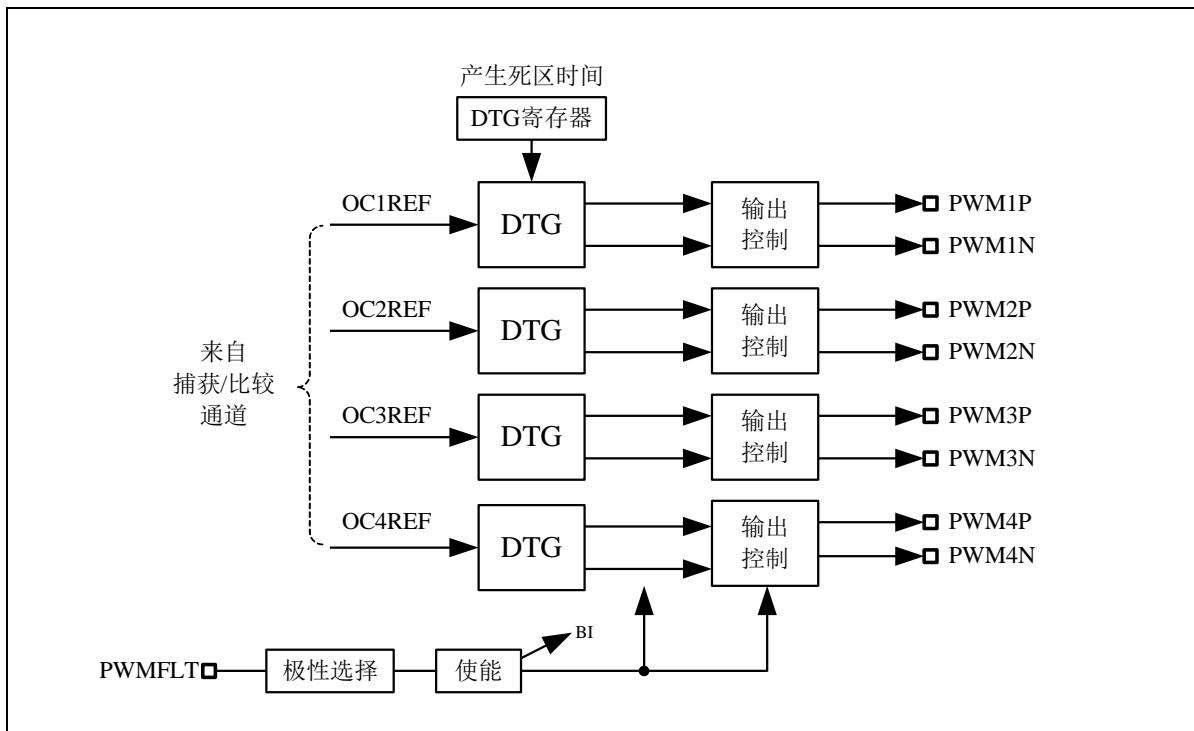 产生死区时间
DTG寄存器
OC1REF
DTG
输出
控制
PWM1P
PWM1N
OC2REF
DTG
输出
控制
PWM2P
PWM2N
来自
捕获/比较
通道
OC3REF
DTG
输出
控制
PWM3P
PWM3N
OC4REF
DTG
输出
控制
PWM4P
PWM4N
BI
PWMFLT
极性选择
使能